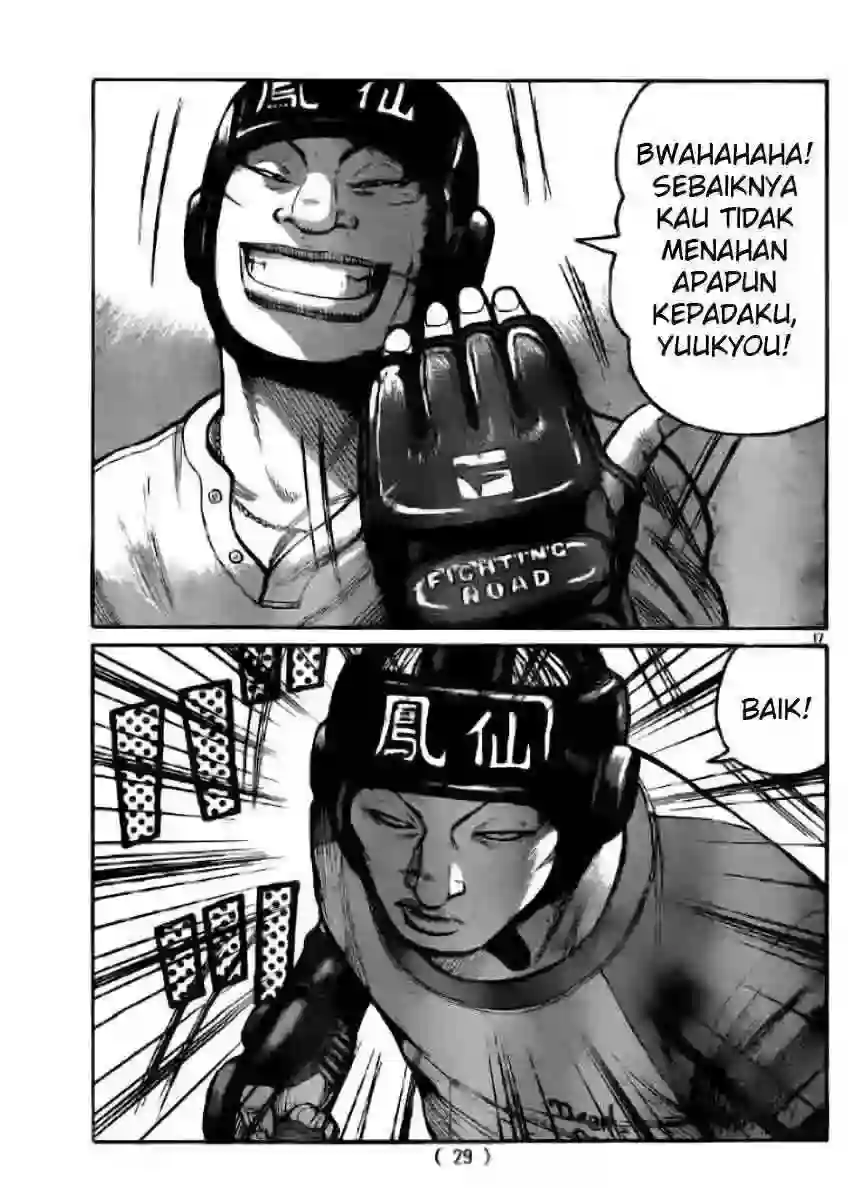 鳳仙
BWAHAHAHA!
SEBAIKNYA
KAU TIDAK
MENAHAN
APAPUN
KEPADAKU,
YUUKYOU!
FIGHTING
ROAD
17
鳳仙
BAIK!
( 29 )